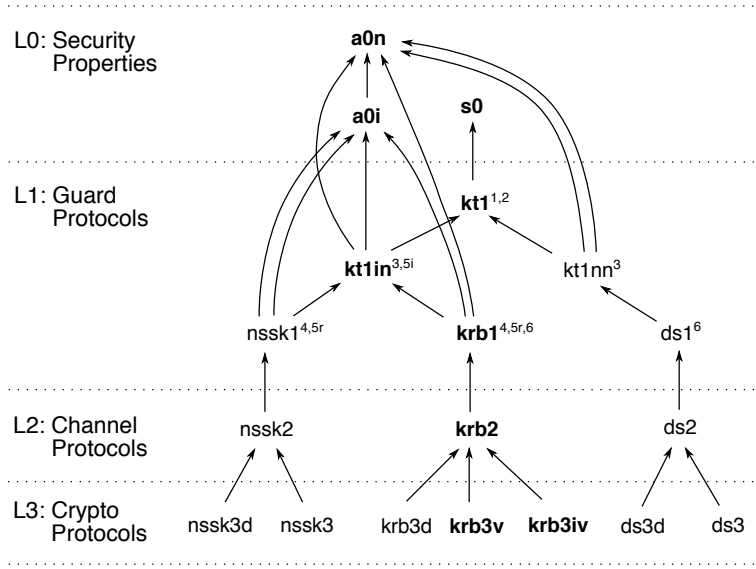 L0: Security
Properties
a0n
a0i
s0
L1: Guard
Protocols
kt1^1,2
kt1in^3,5i
kt1nn^3
nssk1^4,5r
krb1^4,5r,6
ds1^6
L2: Channel
Protocols
nssk2
krb2
ds2
L3: Crypto
Protocols
nssk3d
nssk3
krb3d
krb3v
krb3iv
ds3d
ds3